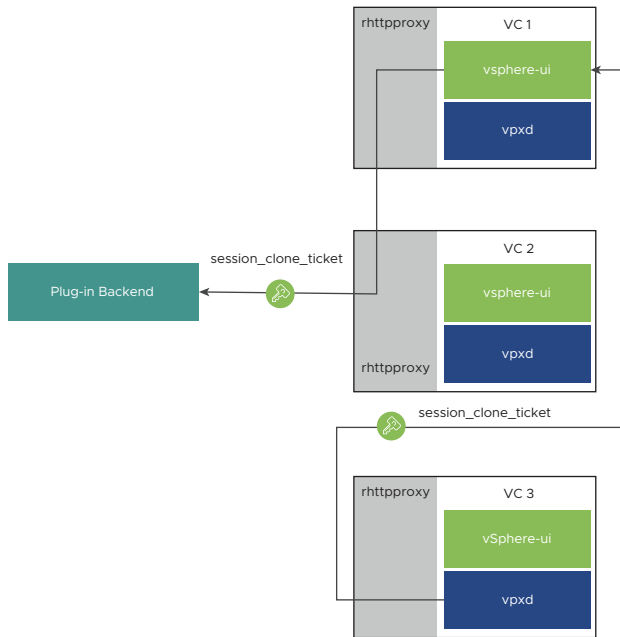 rhttpproxy
VC 1
vsphere-ui
vpxd
VC 2
session_clone_ticket
Plug-in Backend
vsphere-ui
vpxd
rhttpproxy
session_clone_ticket
rhttpproxy
VC 3
vSphere-ui
vpxd